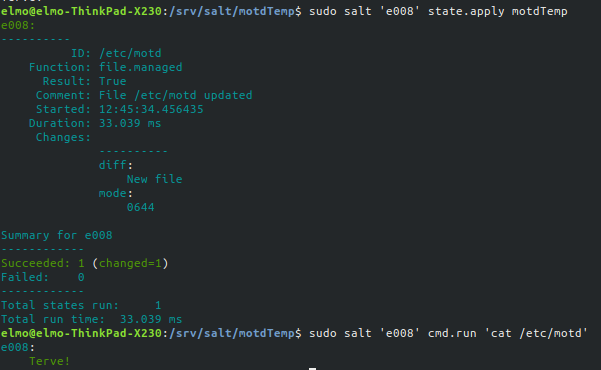 elmo@elmo-ThinkPad-X230:/srv/salt/motdTemp$ sudo salt 'e008' state.apply motdTemp
e008:
----------
          ID: /etc/motd
    Function: file.managed
      Result: True
     Comment: File /etc/motd updated
     Started: 12:45:34.456435
    Duration: 33.039 ms
     Changes:
              ----------
              diff:
                  New file
              mode:
                  0644

Summary for e008
------------
Succeeded: 1 (changed=1)
Failed:    0
------------
Total states run:     1
Total run time:  33.039 ms
elmo@elmo-ThinkPad-X230:/srv/salt/motdTemp$ sudo salt 'e008' cmd.run 'cat /etc/motd'
e008:
    Terve!